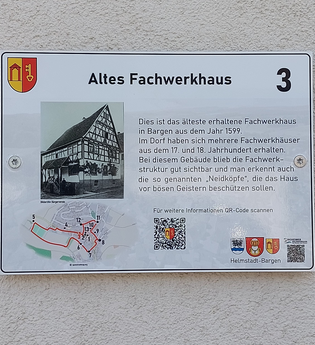 Altes Fachwerkhaus
3
Dies ist das älteste erhaltene Fachwerkhaus
in Bargen aus dem Jahr 1599.
Im Dorf haben sich mehrere Fachwerkhäuser
aus dem 17. und 18. Jahrhundert erhalten.
Bei diesem Gebäude blieb die Fachwerk-
struktur gut sichtbar und man erkennt auch
die so genannten „Neidköpfe", die das Haus
vor bösen Geistern beschützen sollen.
Für weitere Informationen QR-Code scannen
Helmstadt-Bargen